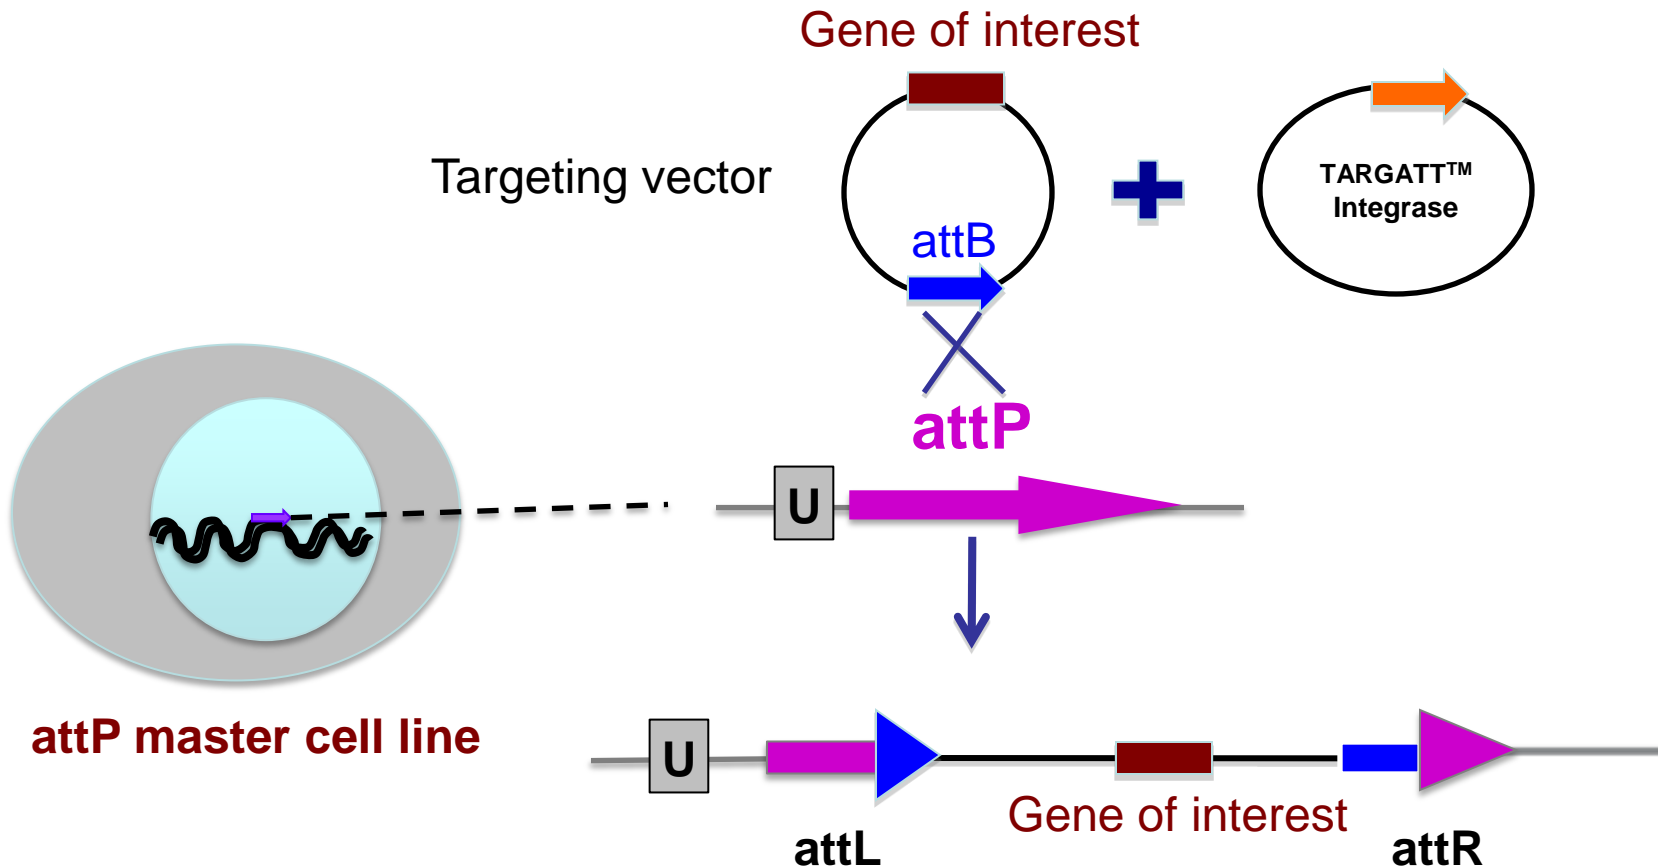 Gene of interest
Targeting vector
TARGATT™
Integrase
attB
attP
U
attP master cell line
U
Gene of interest
attL
attR